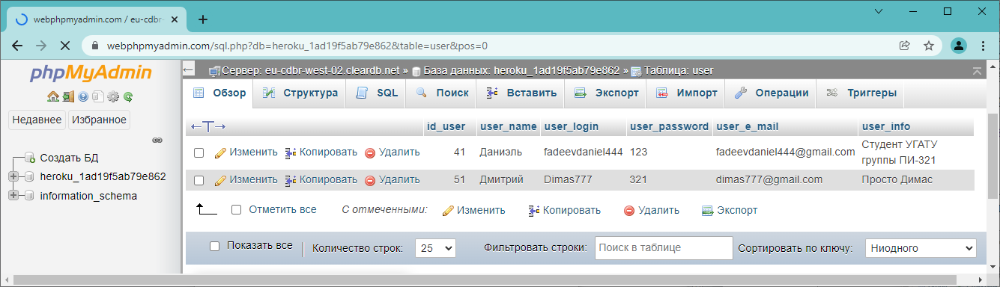 webphpmyadmin.com / eu-cdbr-
webphpmyadmin.com/sql.php?db=heroku_1ad19f5ab79e862&table=user&pos=0
phpMyAdmin
Недавнее Избранное
Создать БД
heroku_1ad19f5ab79e862
information_schema
Сервер: eu-cdbr-west-02.cleardb.net » База данных: heroku_1ad19f5ab79e862 » Таблица: user
Обзор Структура SQL Поиск Вставить Экспорт Импорт Операции Триггеры
id_user user_name user_login user_password user_e_mail user_info
Изменить Копировать Удалить 41 Даниэль fadeevdaniel444 123 fadeevdaniel444@gmail.com Студент УГАТУ
группы ПИ-321
Изменить Копировать Удалить 51 Дмитрий Dimas777 321 dimas777@gmail.com Просто Димас
Отметить все С отмеченными: Изменить Копировать Удалить Экспорт
Показать все Количество строк: 25 Фильтровать строки: Поиск в таблице Сортировать по ключу: Ниодного